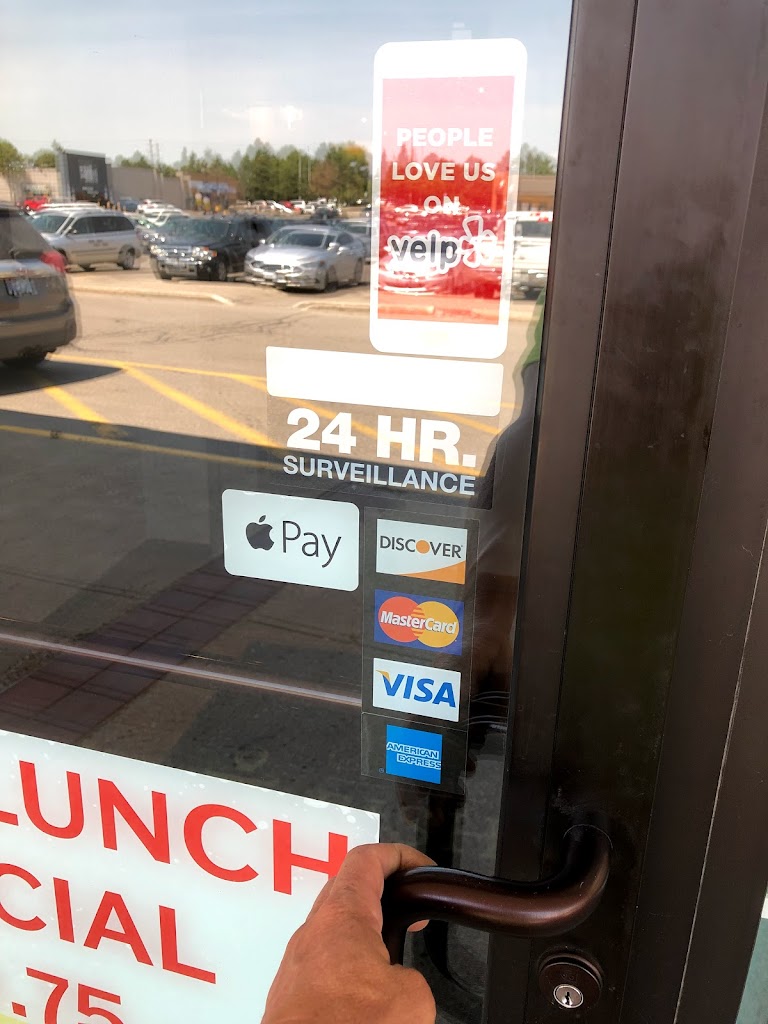 PEOPLE
LOVE US
ON
yelp
24 HR.
SURVEILLANCE
Pay
DISCOVER
MasterCard
VISA
AMERICAN
EXPRESS
LUNCH
CIAL
.75